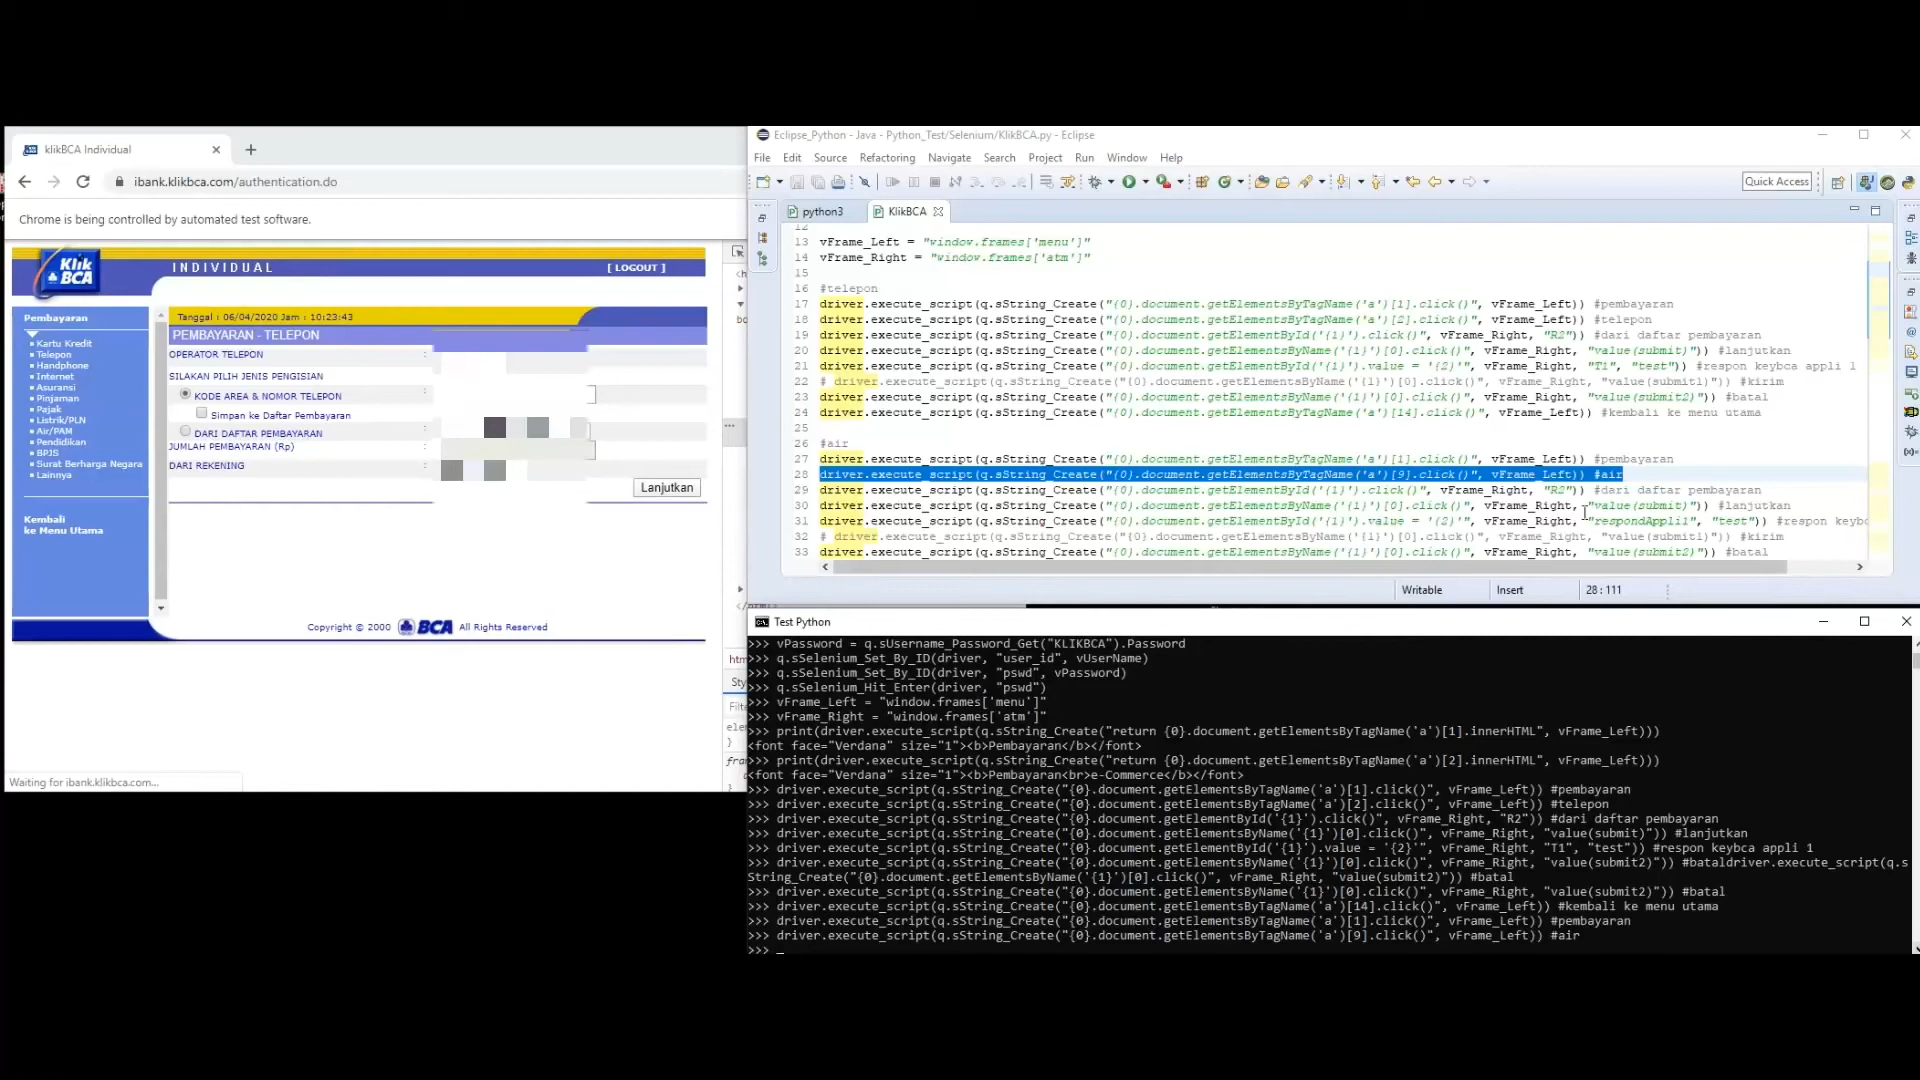 klikBCA Individual
ibank.klikbca.com/authentication.do
Chrome is being controlled by automated test software.
Klik
BCA
INDIVIDUAL
[ LOGOUT ]
Pembayaran
Kartu Kredit
Telepon
Handphone
Internet
Asuransi
Pinjaman
Pajak
Listrik/PLN
Air/PAM
Pendidikan
BPJS
Surat Berharga Negara
Lainnya
Kembali
ke Menu Utama
Tanggal : 06/04/2020 Jam : 10:23:43
PEMBAYARAN - TELEPON
OPERATOR TELEPON :
SILAKAN PILIH JENIS PENGISIAN
KODE AREA & NOMOR TELEPON :
Simpan ke Daftar Pembayaran
DARI DAFTAR PEMBAYARAN :
JUMLAH PEMBAYARAN (Rp) :
DARI REKENING :
Lanjutkan
Copyright © 2000 BCA All Rights Reserved
Waiting for ibank.klikbca.com...
Eclipse_Python - Java - Python_Test/Selenium/KlikBCA.py - Eclipse
File Edit Source Refactoring Navigate Search Project Run Window Help
Quick Access
python3 KlikBCA
12
13 vFrame_Left = "window.frames['menu']"
14 vFrame_Right = "window.frames['atm']"
15
16 #telepon
17 driver.execute_script(q.sString_Create("{0}.document.getElementsByTagName('a')[1].click()", vFrame_Left)) #pembayaran
18 driver.execute_script(q.sString_Create("{0}.document.getElementsByTagName('a')[2].click()", vFrame_Left)) #telepon
19 driver.execute_script(q.sString_Create("{0}.document.getElementById('{1}').click()", vFrame_Right, "R2")) #dari daftar pembayaran
20 driver.execute_script(q.sString_Create("{0}.document.getElementsByName('{1}')[0].click()", vFrame_Right, "value(submit)")) #lanjutkan
21 driver.execute_script(q.sString_Create("{0}.document.getElementById('{1}').value = '{2}'", vFrame_Right, "T1", "test")) #respon keybca appli 1
22 # driver.execute_script(q.sString_Create("{0}.document.getElementsByName('{1}')[0].click()", vFrame_Right, "value(submit1)")) #kirim
23 driver.execute_script(q.sString_Create("{0}.document.getElementsByName('{1}')[0].click()", vFrame_Right, "value(submit2)")) #batal
24 driver.execute_script(q.sString_Create("{0}.document.getElementsByTagName('a')[14].click()", vFrame_Left)) #kembali ke menu utama
25
26 #air
27 driver.execute_script(q.sString_Create("{0}.document.getElementsByTagName('a')[1].click()", vFrame_Left)) #pembayaran
28 driver.execute_script(q.sString_Create("{0}.document.getElementsByTagName('a')[9].click()", vFrame_Left)) #air
29 driver.execute_script(q.sString_Create("{0}.document.getElementById('{1}').click()", vFrame_Right, "R2")) #dari daftar pembayaran
30 driver.execute_script(q.sString_Create("{0}.document.getElementsByName('{1}')[0].click()", vFrame_Right, "value(submit)")) #lanjutkan
31 driver.execute_script(q.sString_Create("{0}.document.getElementById('{1}').value = '{2}'", vFrame_Right, "respondAppli1", "test")) #respon keybc
32 # driver.execute_script(q.sString_Create("{0}.document.getElementsByName('{1}')[0].click()", vFrame_Right, "value(submit1)")) #kirim
33 driver.execute_script(q.sString_Create("{0}.document.getElementsByName('{1}')[0].click()", vFrame_Right, "value(submit2)")) #batal
Writable Insert 28 : 111
Test Python
>>> vPassword = q.sUsername_Password_Get("KLIKBCA").Password
>>> q.sSelenium_Set_By_ID(driver, "user_id", vUserName)
>>> q.sSelenium_Set_By_ID(driver, "pswd", vPassword)
>>> q.sSelenium_Hit_Enter(driver, "pswd")
>>> vFrame_Left = "window.frames['menu']"
>>> vFrame_Right = "window.frames['atm']"
>>> print(driver.execute_script(q.sString_Create("return {0}.document.getElementsByTagName('a')[1].innerHTML", vFrame_Left)))
<font face="Verdana" size="1"><b>Pembayaran</b></font>
>>> print(driver.execute_script(q.sString_Create("return {0}.document.getElementsByTagName('a')[2].innerHTML", vFrame_Left)))
<font face="Verdana" size="1"><b>Pembayaran<br>e-Commerce</b></font>
>>> driver.execute_script(q.sString_Create("{0}.document.getElementsByTagName('a')[1].click()", vFrame_Left)) #pembayaran
>>> driver.execute_script(q.sString_Create("{0}.document.getElementsByTagName('a')[2].click()", vFrame_Left)) #telepon
>>> driver.execute_script(q.sString_Create("{0}.document.getElementById('{1}').click()", vFrame_Right, "R2")) #dari daftar pembayaran
>>> driver.execute_script(q.sString_Create("{0}.document.getElementsByName('{1}')[0].click()", vFrame_Right, "value(submit)")) #lanjutkan
>>> driver.execute_script(q.sString_Create("{0}.document.getElementById('{1}').value = '{2}'", vFrame_Right, "T1", "test")) #respon keybca appli 1
>>> driver.execute_script(q.sString_Create("{0}.document.getElementsByName('{1}')[0].click()", vFrame_Right, "value(submit2)")) #bataldriver.execute_script(q.s
String_Create("{0}.document.getElementsByName('{1}')[0].click()", vFrame_Right, "value(submit2)")) #batal
>>> driver.execute_script(q.sString_Create("{0}.document.getElementsByName('{1}')[0].click()", vFrame_Right, "value(submit2)")) #batal
>>> driver.execute_script(q.sString_Create("{0}.document.getElementsByTagName('a')[14].click()", vFrame_Left)) #kembali ke menu utama
>>> driver.execute_script(q.sString_Create("{0}.document.getElementsByTagName('a')[1].click()", vFrame_Left)) #pembayaran
>>> driver.execute_script(q.sString_Create("{0}.document.getElementsByTagName('a')[9].click()", vFrame_Left)) #air
>>> _